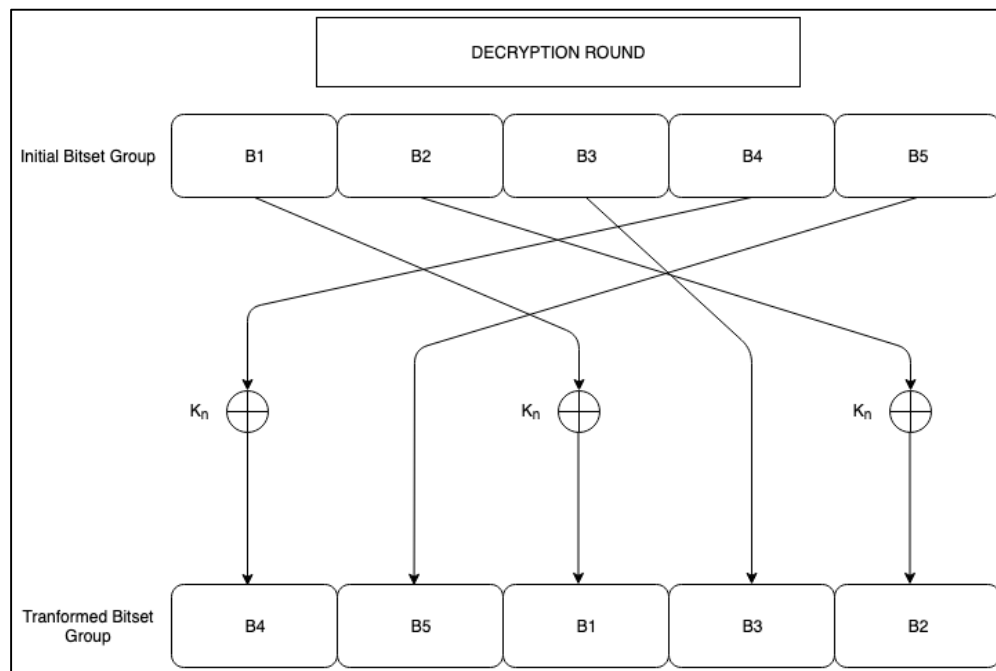 DECRYPTION ROUND
Initial Bitset Group
B1
B2
B3
B4
B5
Kn
Kn
Kn
Tranformed Bitset
Group
B4
B5
B1
B3
B2